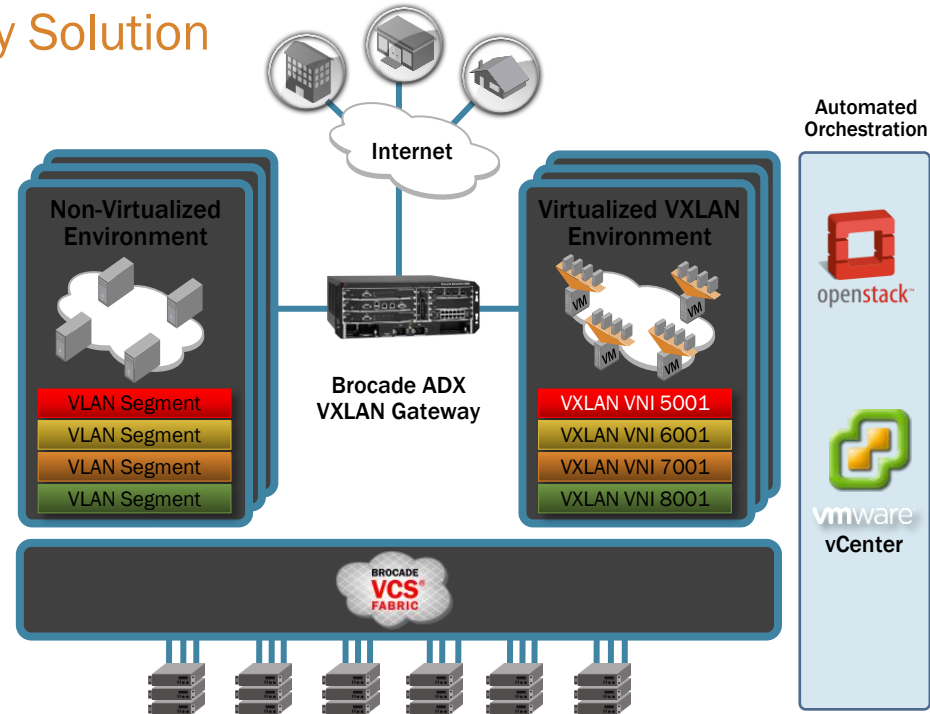 y Solution
Internet
Automated
Orchestration
Non-Virtualized
Environment
Virtualized VXLAN
Environment
VM
VM
VM
VM
openstack™
Brocade ADX
VXLAN Gateway
VLAN Segment
VLAN Segment
VLAN Segment
VLAN Segment
VXLAN VNI 5001
VXLAN VNI 6001
VXLAN VNI 7001
VXLAN VNI 8001
vmware
vCenter
BROCADE
VCS®
FABRIC